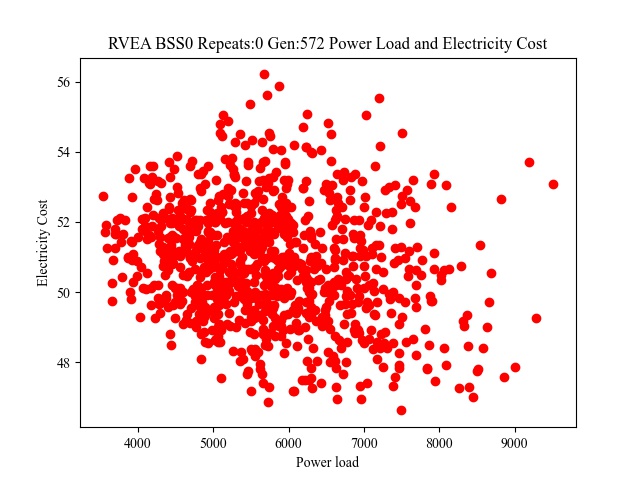 RVEA BSS0 Repeats:0 Gen:572 Power Load and Electricity Cost
56
54
52
50
48
Electricity Cost
4000 5000 6000 7000 8000 9000
Power load